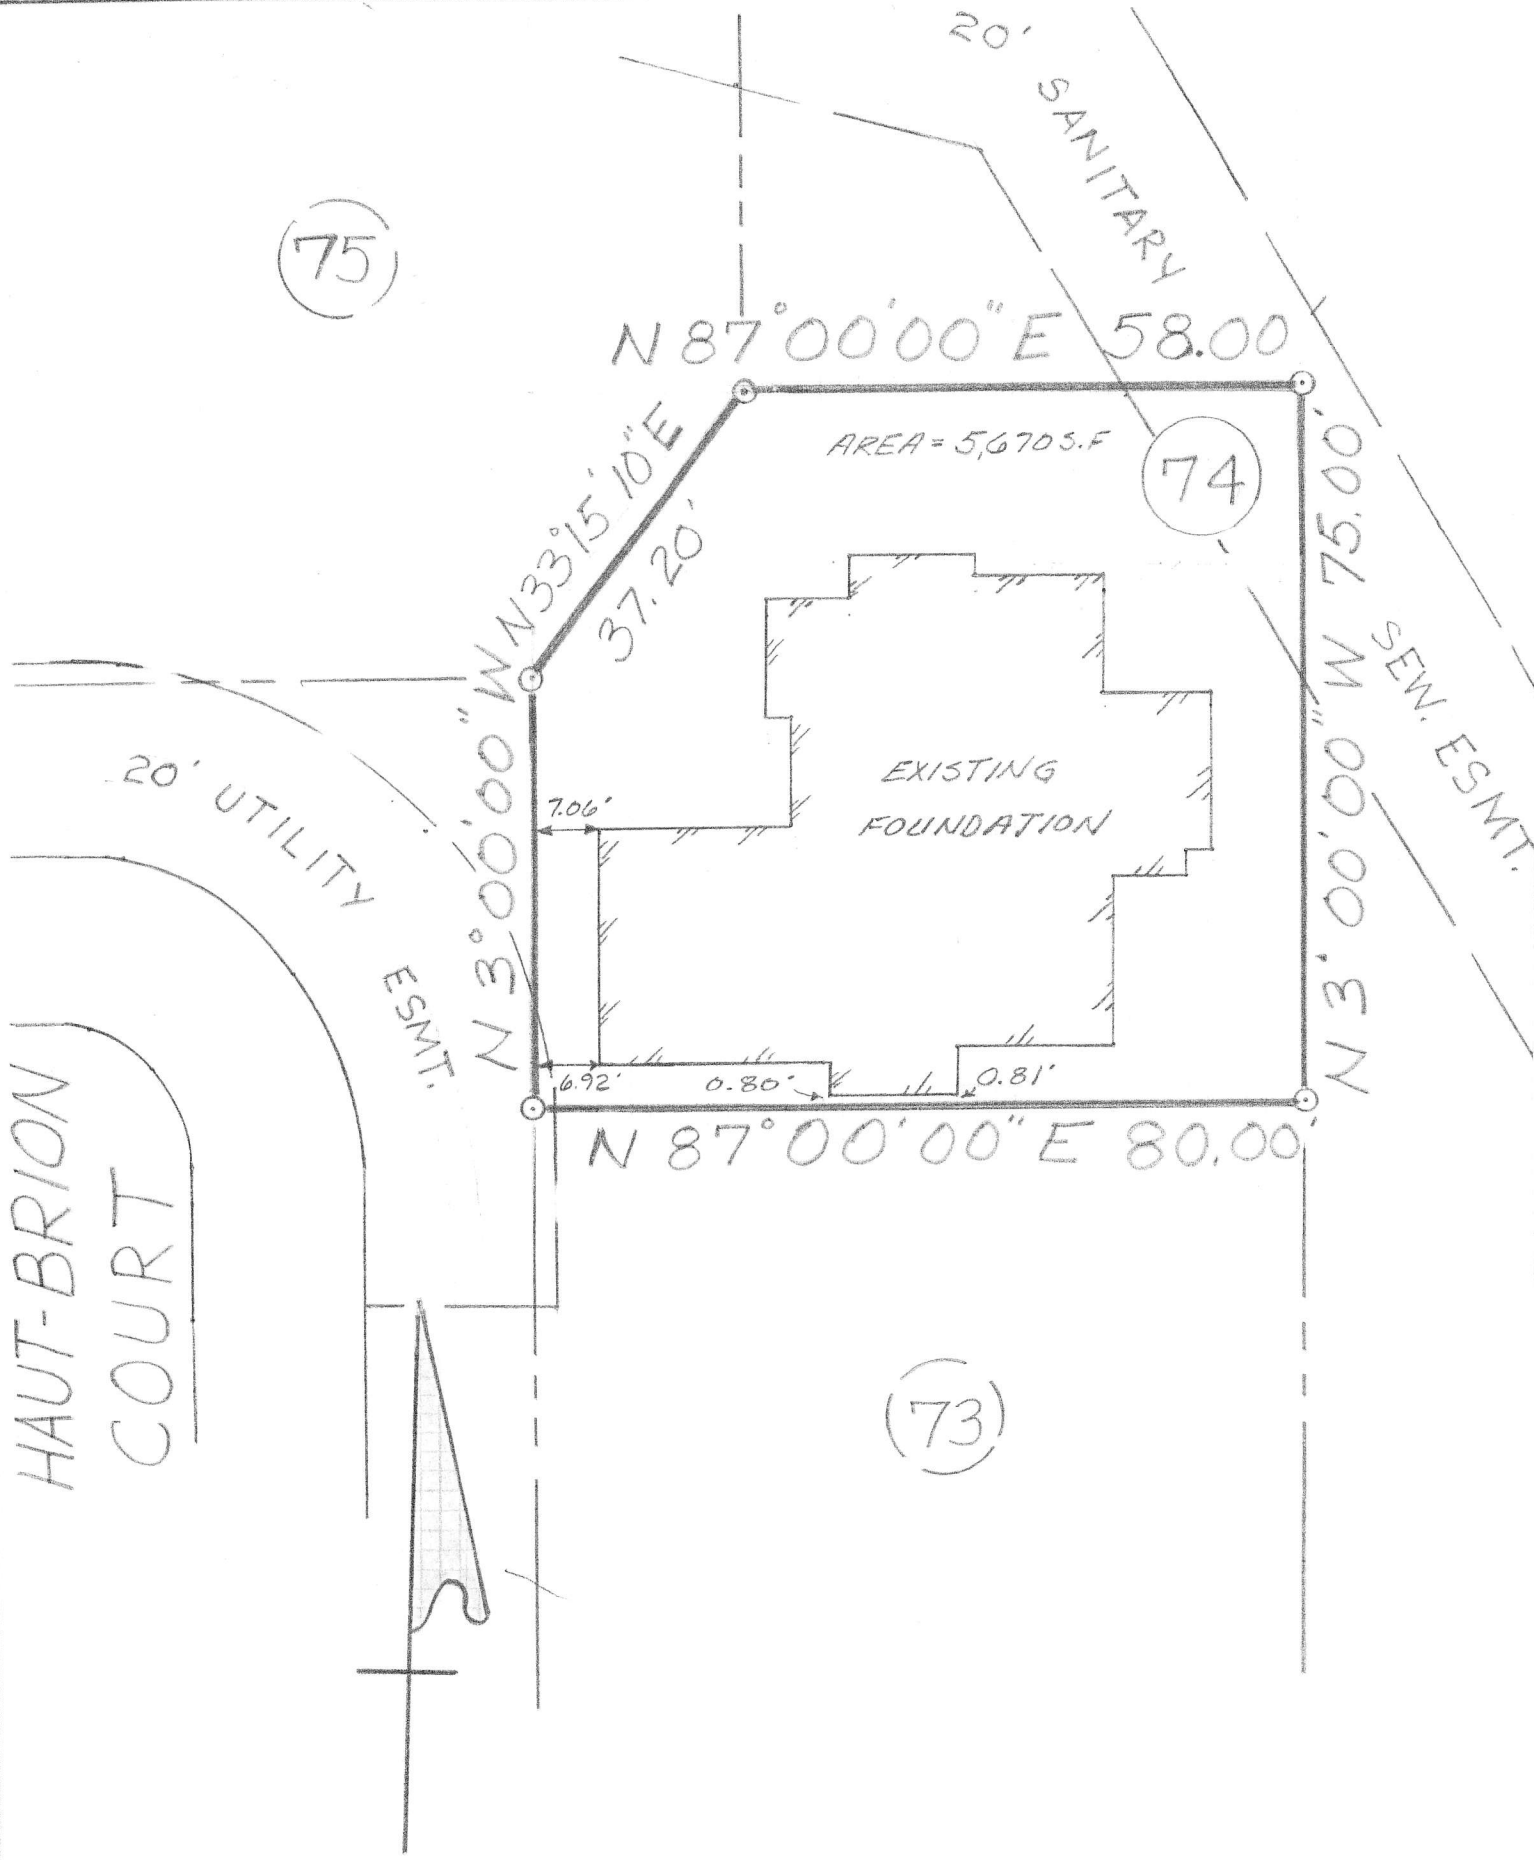 20'
SANITARY
SEW. ESMT.
75
N 87°00'00" E 58.00
AREA = 5,670 S.F
74
N 33°15'10" E
37.20'
N 3°00'00" W
N 3°00'00" W 75.00'
20' UTILITY ESMT.
7.06'
EXISTING
FOUNDATION
6.92'
0.80'
0.81'
N 87°00'00" E 80.00'
HAUT-BRION
COURT
73